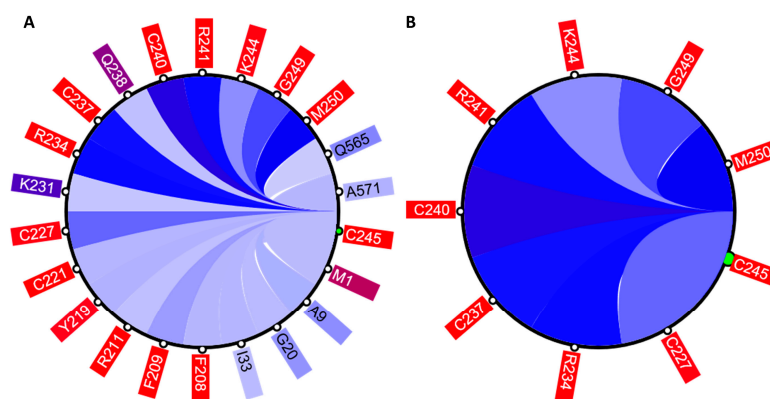 A
B
C240
R241
K244
G249
M250
Q565
A571
C245
M1
A9
G20
I33
F208
F209
R211
Y219
C221
C227
K231
R234
C237
Q238
K244
G249
M250
C245
C227
R234
C237
C240
R241